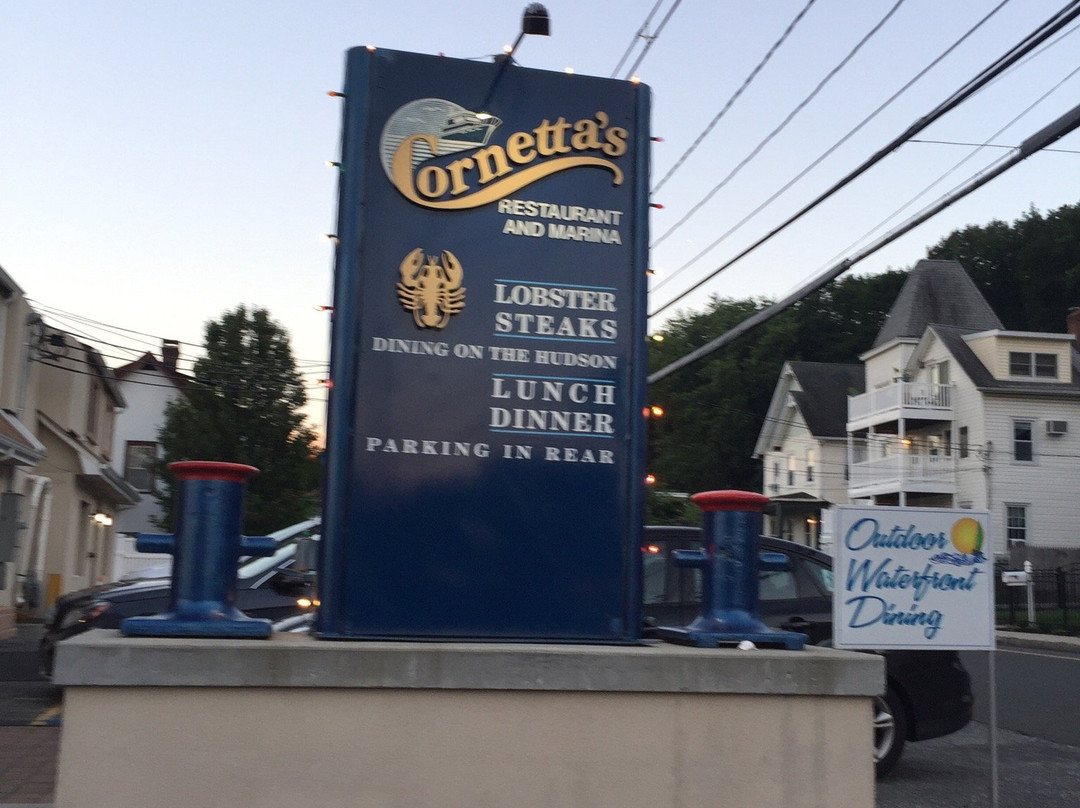 Cornetta's
RESTAURANT
AND MARINA
LOBSTER
STEAKS
DINING ON THE HUDSON
LUNCH
DINNER
PARKING IN REAR
Outdoor
Waterfront
Dining